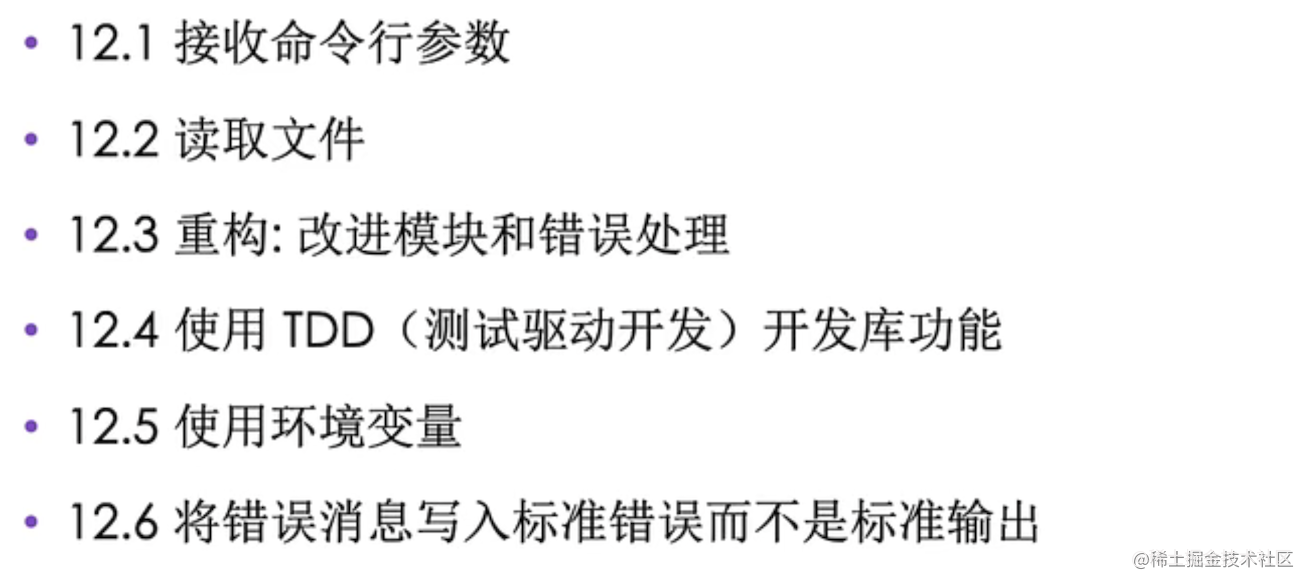 • 12.1 接收命令行参数
• 12.2 读取文件
• 12.3 重构: 改进模块和错误处理
• 12.4 使用 TDD（测试驱动开发）开发库功能
• 12.5 使用环境变量
• 12.6 将错误消息写入标准错误而不是标准输出
@稀土掘金技术社区